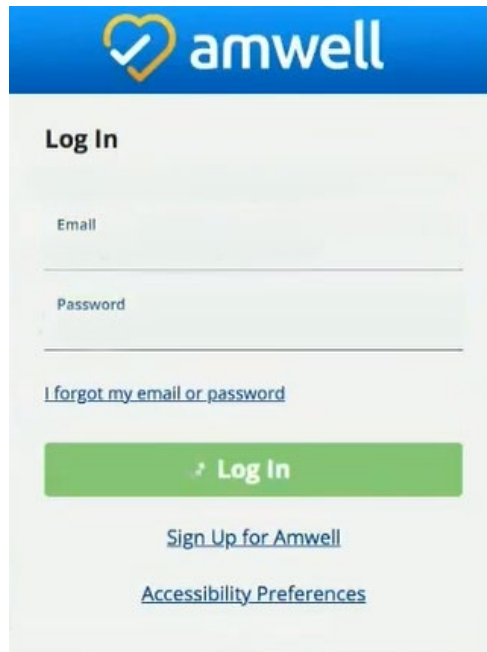 amwell
Log In
Email
Password
I forgot my email or password
Log In
Sign Up for Amwell
Accessibility Preferences